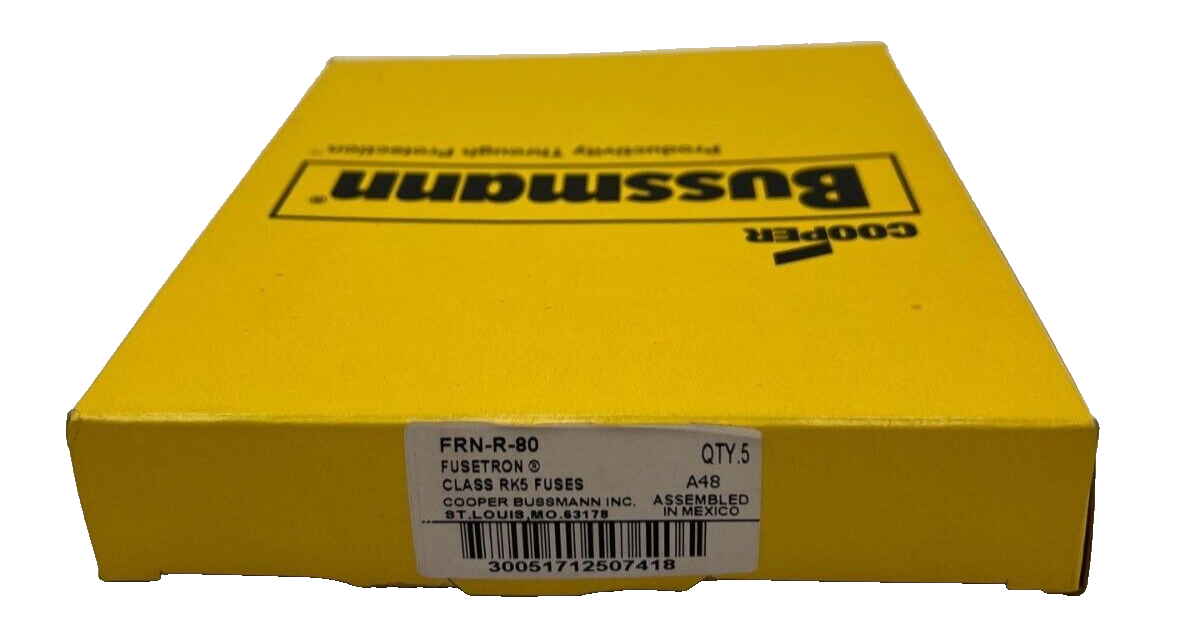 COOPER
Bussmann®
Productivity Through Protection™
FRN-R-80
QTY.5
FUSETRON ®
CLASS RK5 FUSES
A48
COOPER BUSSMANN INC.
ASSEMBLED
ST.LOUIS,MO.63178
IN MEXICO
30051712507418